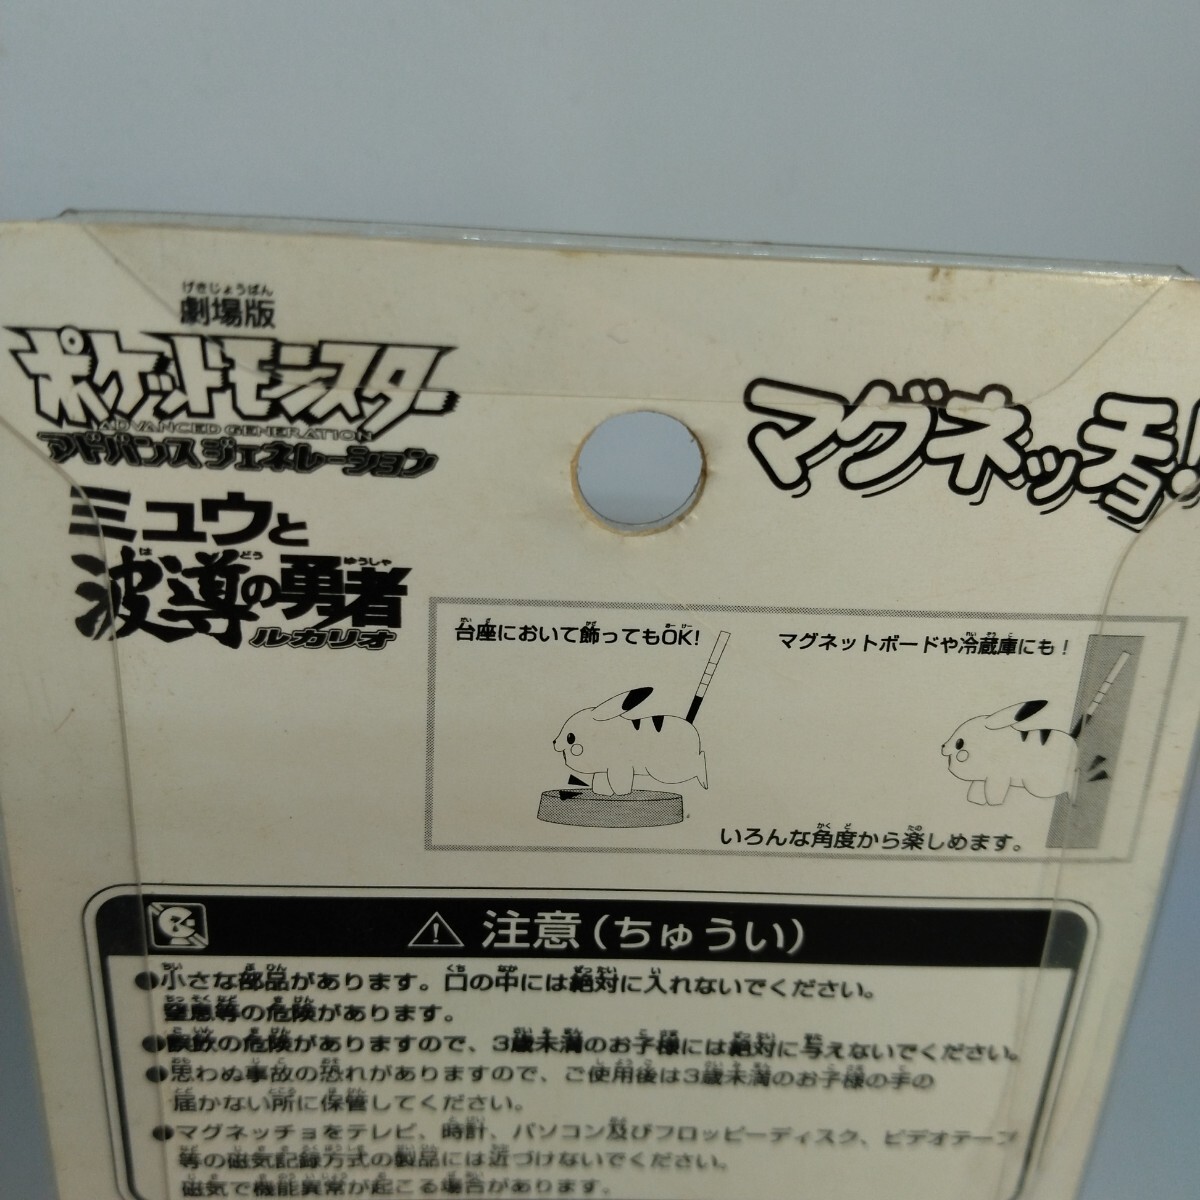 劇場版
ポケットモンスター
ADVANCED GENERATION
アドバンスジェネレーション
ミュウと
波導の勇者
ルカリオ
マグネッチョ!
台座において飾ってもOK!
マグネットボードや冷蔵庫にも!
いろんな角度から楽しめます。
注意(ちゅうい)
●小さな部品があります。口の中には絶対に入れないでください。
窒息等の危険があります。
●誤飲の危険がありますので、3歳未満のお子様には絶対に与えないでください。
●思わぬ事故の恐れがありますので、ご使用後は3歳未満のお子様の手の
届かない所に保管してください。
●マグネッチョをテレビ、時計、パソコン及びフロッピーディスク、ビデオテープ
等の磁気記録方式の製品には近づけないでください。
磁気で機能異常が起こる場合があります。